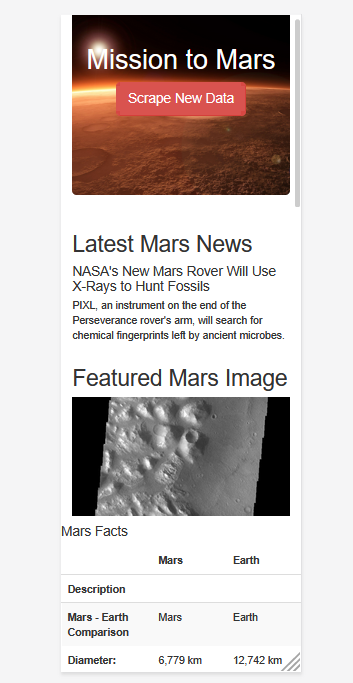 Mission to Mars
Scrape New Data
Latest Mars News
NASA's New Mars Rover Will Use
X-Rays to Hunt Fossils
PIXL, an instrument on the end of the
Perseverance rover's arm, will search for
chemical fingerprints left by ancient microbes.
Featured Mars Image
Mars Facts
Mars Earth
Description
Mars - Earth Mars Earth
Comparison
Diameter: 6,779 km 12,742 km